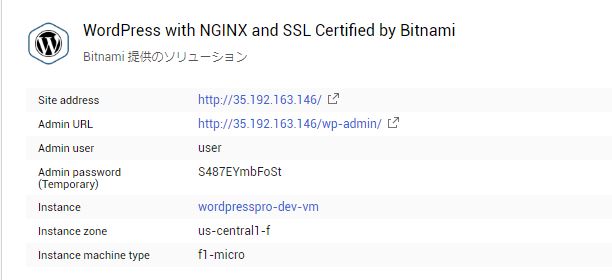 WordPress with NGINX and SSL Certified by Bitnami
Bitnami 提供のソリューション
Site address http://35.192.163.146/
Admin URL http://35.192.163.146/wp-admin/
Admin user user
Admin password S487EYmbFoSt
(Temporary)
Instance wordpresspro-dev-vm
Instance zone us-central1-f
Instance machine type f1-micro